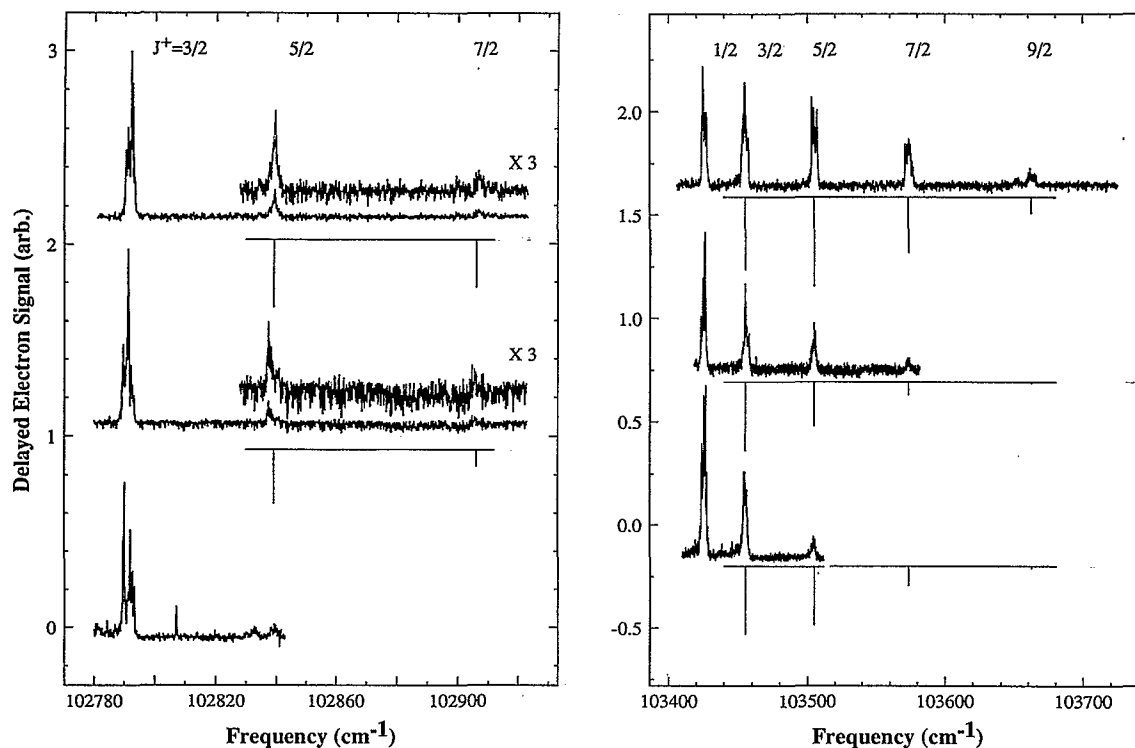 J+=3/2 5/2 7/2
X 3
X 3
3
2
1
0
102780 102820 102860 102900
Frequency (cm-1)
Delayed Electron Signal (arb.)
1/2 3/2 5/2 7/2 9/2
2.0
1.5
1.0
0.5
0.0
-0.5
103400 103500 103600 103700
Frequency (cm-1)